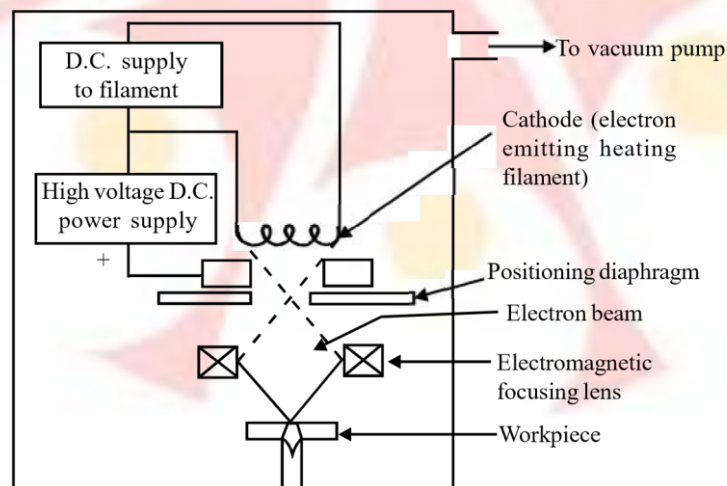 D.C. supply
to filament
To vacuum pump
Cathode (electron
emitting heating
filament)
High voltage D.C.
power supply
+
Positioning diaphragm
Electron beam
Electromagnetic
focusing lens
Workpiece